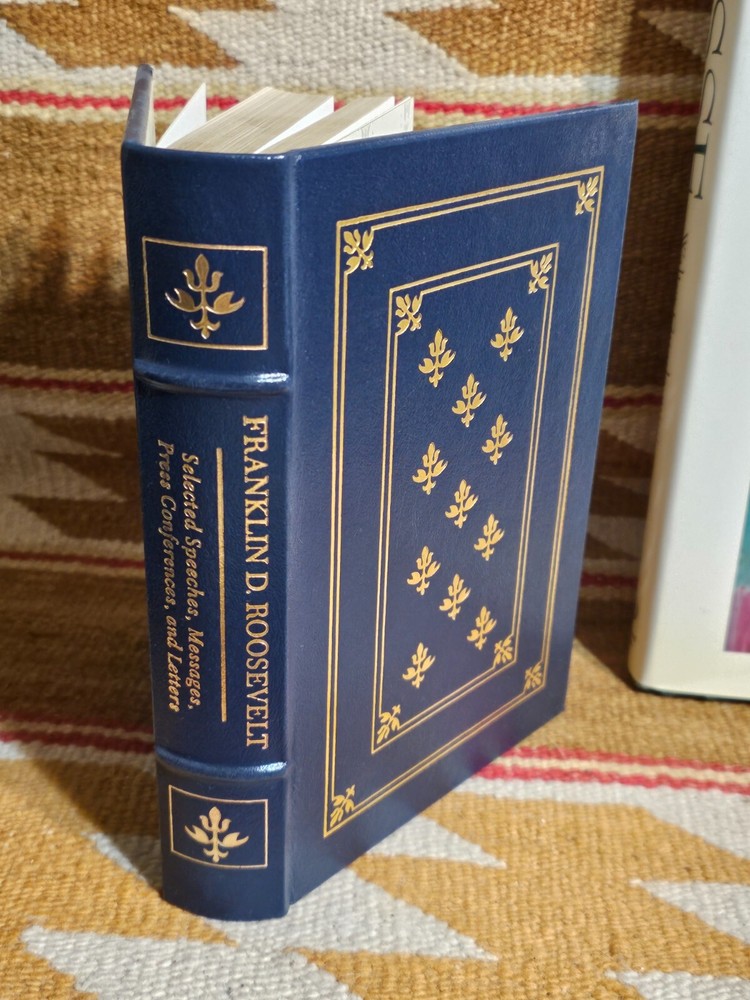 FRANKLIN D. ROOSEVELT
Selected Speeches, Messages,
Press Conferences, and Letters